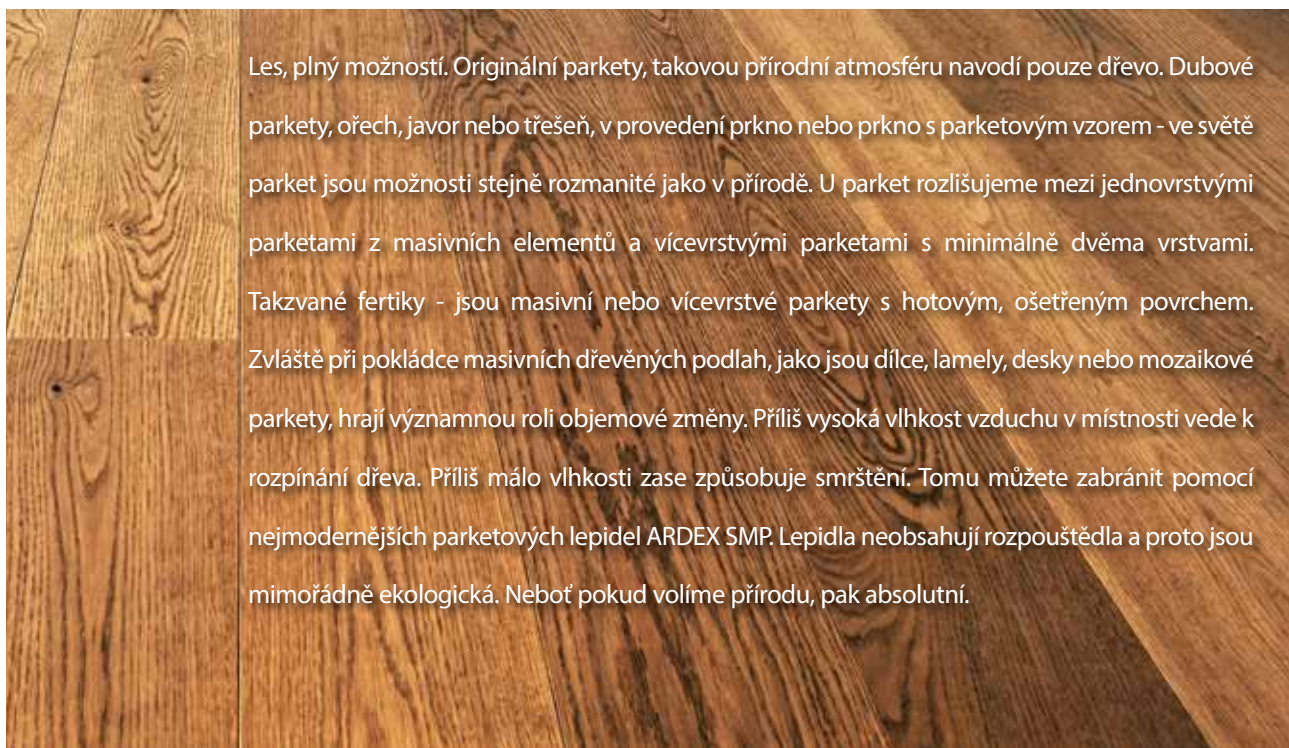 Les, plný možností. Originální parkety, takovou přírodní atmosféru navodí pouze dřevo. Dubové
parkety, ořech, javor nebo třešeň, v provedení prkno nebo prkno s parketovým vzorem - ve světě
parket jsou možnosti stejně rozmanité jako v přírodě. U parket rozlišujeme mezi jednovrstvými
parketami z masivních elementů a vícevrstvými parketami s minimálně dvěma vrstvami.
Takzvané fertiky - jsou masivní nebo vícevrstvé parkety s hotovým, ošetřeným povrchem.
Zvláště při pokládce masivních dřevěných podlah, jako jsou dílce, lamely, desky nebo mozaikové
parkety, hrají významnou roli objemové změny. Příliš vysoká vlhkost vzduchu v místnosti vede k
rozpínání dřeva. Příliš málo vlhkosti zase způsobuje smrštění. Tomu můžete zabránit pomocí
nejmodernějších parketových lepidel ARDEX SMP. Lepidla neobsahují rozpouštědla a proto jsou
mimořádně ekologická. Neboť pokud volíme přírodu, pak absolutní.